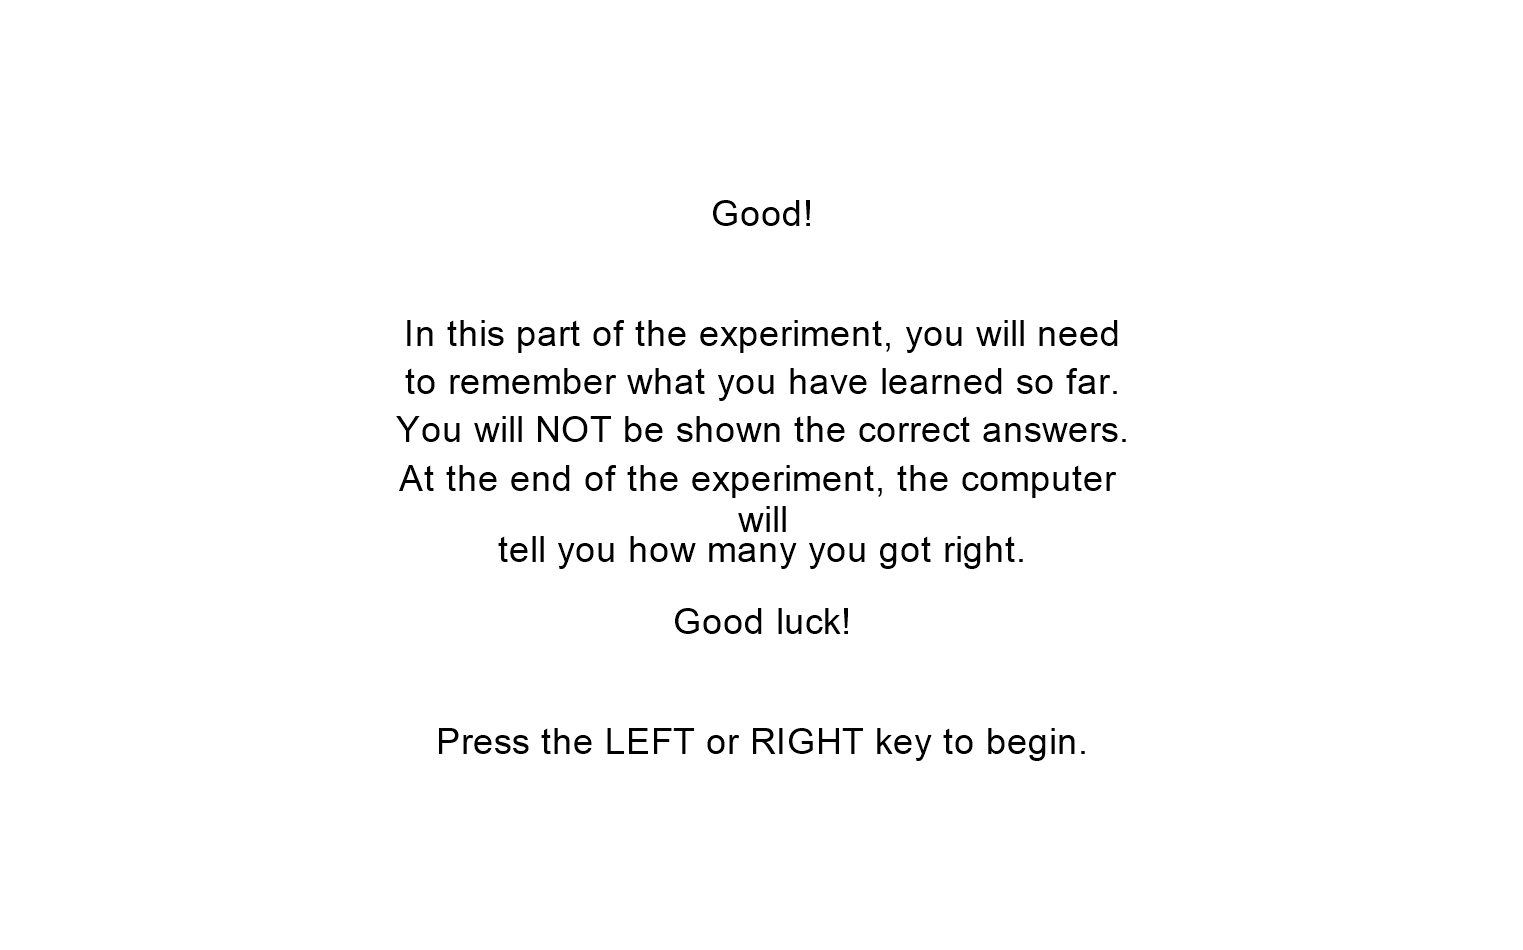 Good!
In this part of the experiment, you will need
to remember what you have learned so far.
You will NOT be shown the correct answers.
At the end of the experiment, the computer
will
tell you how many you got right.
Good luck!
Press the LEFT or RIGHT key to begin.